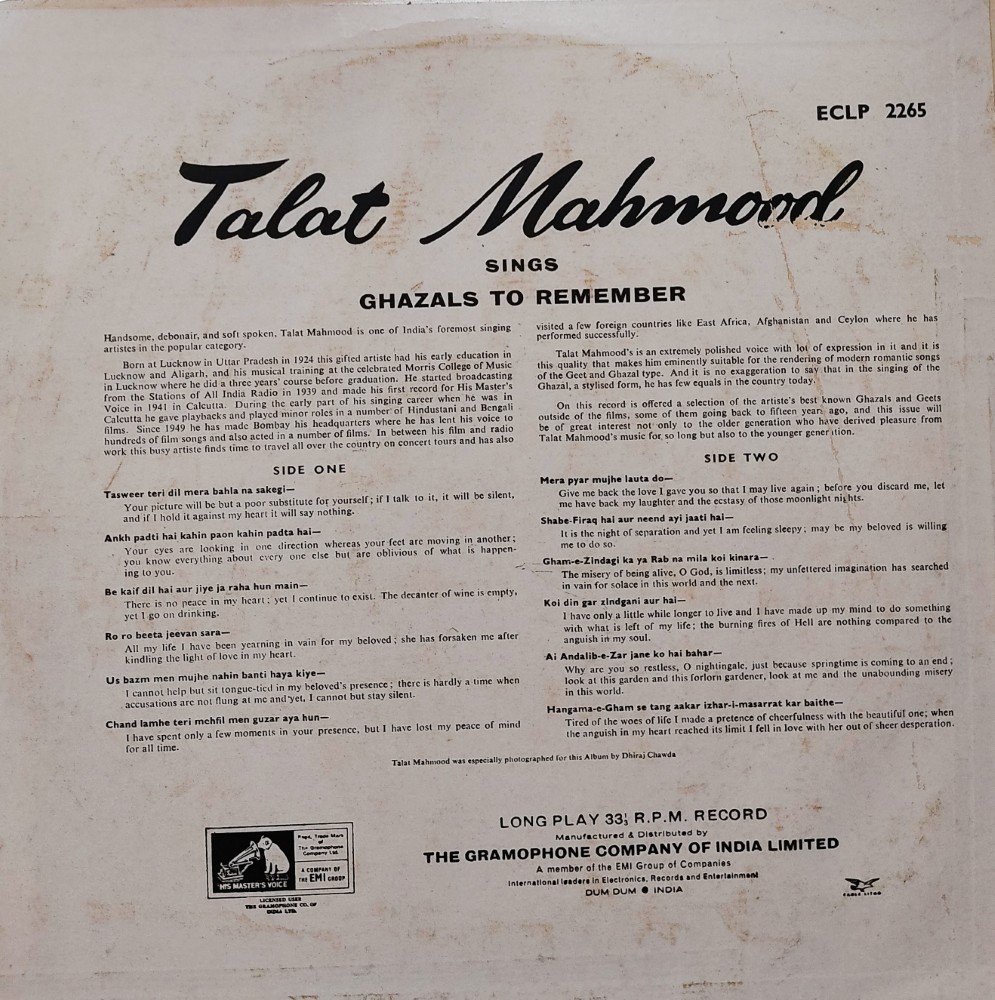 ECLP 2265
Talat Mahmood
SINGS
GHAZALS TO REMEMBER
Handsome, debonair, and soft spoken, Talat Mahmood is one of India's foremost singing
artistes in the popular category.
Born at Lucknow in Uttar Pradesh in 1924 this gifted artiste had his early education in
Lucknow and Aligarh, and his musical training at the celebrated Morris College of Music
in Lucknow where he did a three years' course before graduation. He started broadcasting
from the Stations of All India Radio in 1939 and made his first record for His Master's
Voice in 1941 in Calcutta. During the early part of his singing career when he was in
Calcutta he gave playbacks and played minor roles in a number of Hindustani and Bengali
films. Since 1949 he has made Bombay his headquarters where he has lent his voice to
hundreds of film songs and also acted in a number of films. In between his film and radio
work this busy artiste finds time to travel all over the country on concert tours and has also
visited a few foreign countries like East Africa, Afghanistan and Ceylon where he has
performed successfully.
Talat Mahmood's is an extremely polished voice with lot of expression in it and it is
this quality that makes him eminently suitable for the rendering of modern romantic songs
of the Geet and Ghazal type. And it is no exaggeration to say that in the singing of the
Ghazal, a stylised form, he has few equals in the country today.
On this record is offered a selection of the artiste's best known Ghazals and Geets
outside of the films, some of them going back to fifteen years ago, and this issue will
be of great interest not only to the older generation who have derived pleasure from
Talat Mahmood's music for so long but also to the younger generation.
SIDE ONE
Tasweer teri dil mera bahla na sakegi—
Your picture will be but a poor substitute for yourself; if I talk to it, it will be silent,
and if I hold it against my heart it will say nothing.
Ankh padti hai kahin paon kahin padta hai—
Your eyes are looking in one direction whereas your feet are moving in another;
you know everything about every one else but are oblivious of what is happen-
ing to you.
Be kaif dil hai aur jiye ja raha hun main—
There is no peace in my heart; yet I continue to exist. The decanter of wine is empty,
yet I go on drinking.
Ro ro beeta jeevan sara—
All my life I have been yearning in vain for my beloved; she has forsaken me after
kindling the light of love in my heart.
Us bazm men mujhe nahin banti haya kiye—
I cannot help but sit tongue-tied in my beloved's presence; there is hardly a time when
accusations are not flung at me and yet, I cannot but stay silent.
Chand lamhe teri mehfil men guzar aya hun—
I have spent only a few moments in your presence, but I have lost my peace of mind
for all time.
SIDE TWO
Mera pyar mujhe lauta do—
Give me back the love I gave you so that I may live again; before you discard me, let
me have back my laughter and the ecstasy of those moonlight nights.
Shabe-Firaq hai aur neend ayi jaati hai—
It is the night of separation and yet I am feeling sleepy; may be my beloved is willing
me to do so.
Gham-e-Zindagi ka ya Rab na mila koi kinara—
The misery of being alive, O God, is limitless; my unfettered imagination has searched
in vain for solace in this world and the next.
Koi din gar zindgani aur hai—
I have only a little while longer to live and I have made up my mind to do something
with what is left of my life; the burning fires of Hell are nothing compared to the
anguish in my soul.
Ai Andalib-e-Zar jane ko hai bahar—
Why are you so restless, O nightingale, just because springtime is coming to an end;
look at this garden and this forlorn gardener, look at me and the unabounding misery
in this world.
Hangama-e-Gham se tang aakar izhar-i-masarrat kar baithe—
Tired of the woes of life I made a pretence of cheerfulness with the beautiful one; when
the anguish in my heart reached its limit I fell in love with her out of sheer desperation.
Talat Mahmood was especially photographed for this Album by Dhiraj Chawda
LONG PLAY 33⅓ R.P.M. RECORD
Manufactured & Distributed by
THE GRAMOPHONE COMPANY OF INDIA LIMITED
A member of the EMI Group of Companies
International leaders in Electronics, Records and Entertainment
DUM DUM ● INDIA
Regd. Trade Mark
of
The Gramophone
Company Ltd.
A COMPANY OF
THE EMI GROUP
"HIS MASTER'S VOICE"
LICENSED USER
THE GRAMOPHONE CO. OF
INDIA LTD.